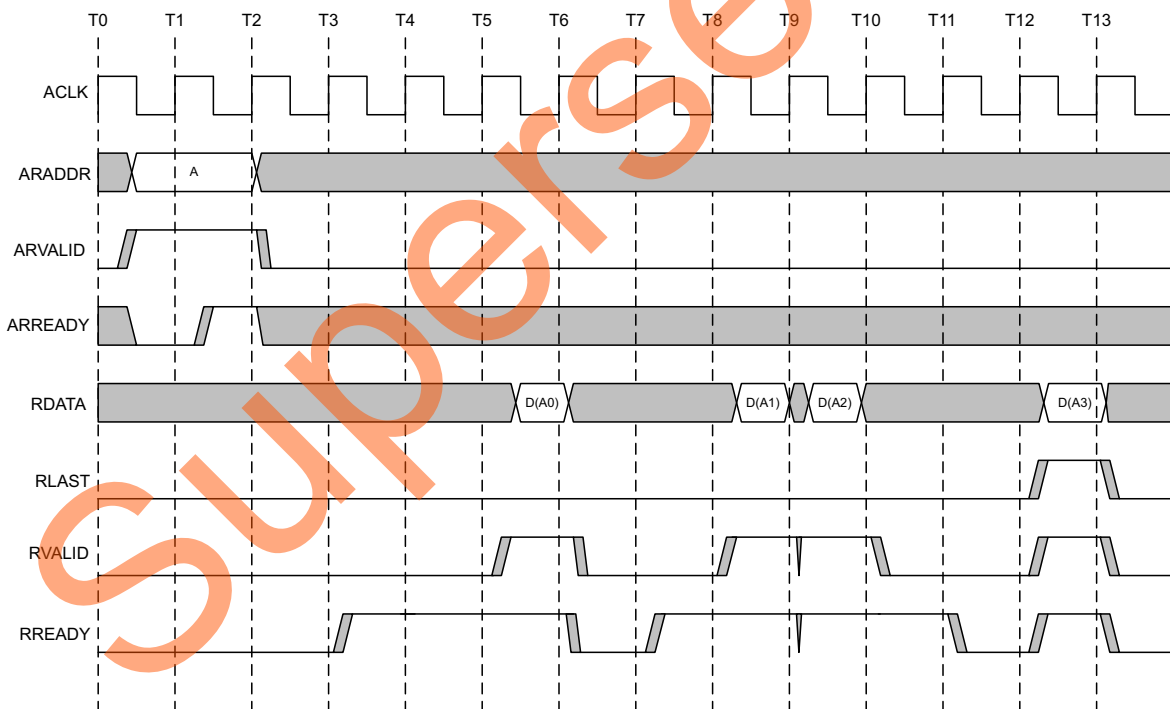 T0 T1 T2 T3 T4 T5 T6 T7 T8 T9 T10 T11 T12 T13
ACLK
ARADDR A
ARVALID
ARREADY
RDATA D(A0) D(A1) D(A2) D(A3)
RLAST
RVALID
RREADY
Superse